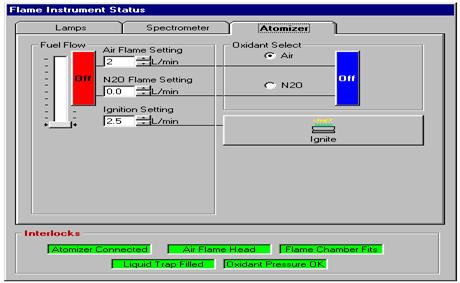 Flame Instrument Status
Lamps Spectrometer Atomizer
Fuel Flow
Off
Air Flame Setting
2 L/min
N2O Flame Setting
0.0 L/min
Ignition Setting
2.5 L/min
Oxidant Select
Air
N2O
Off
Ignite
Interlocks
Atomizer Connected Air Flame Head Flame Chamber Fits
Liquid Trap Filled Oxidant Pressure OK